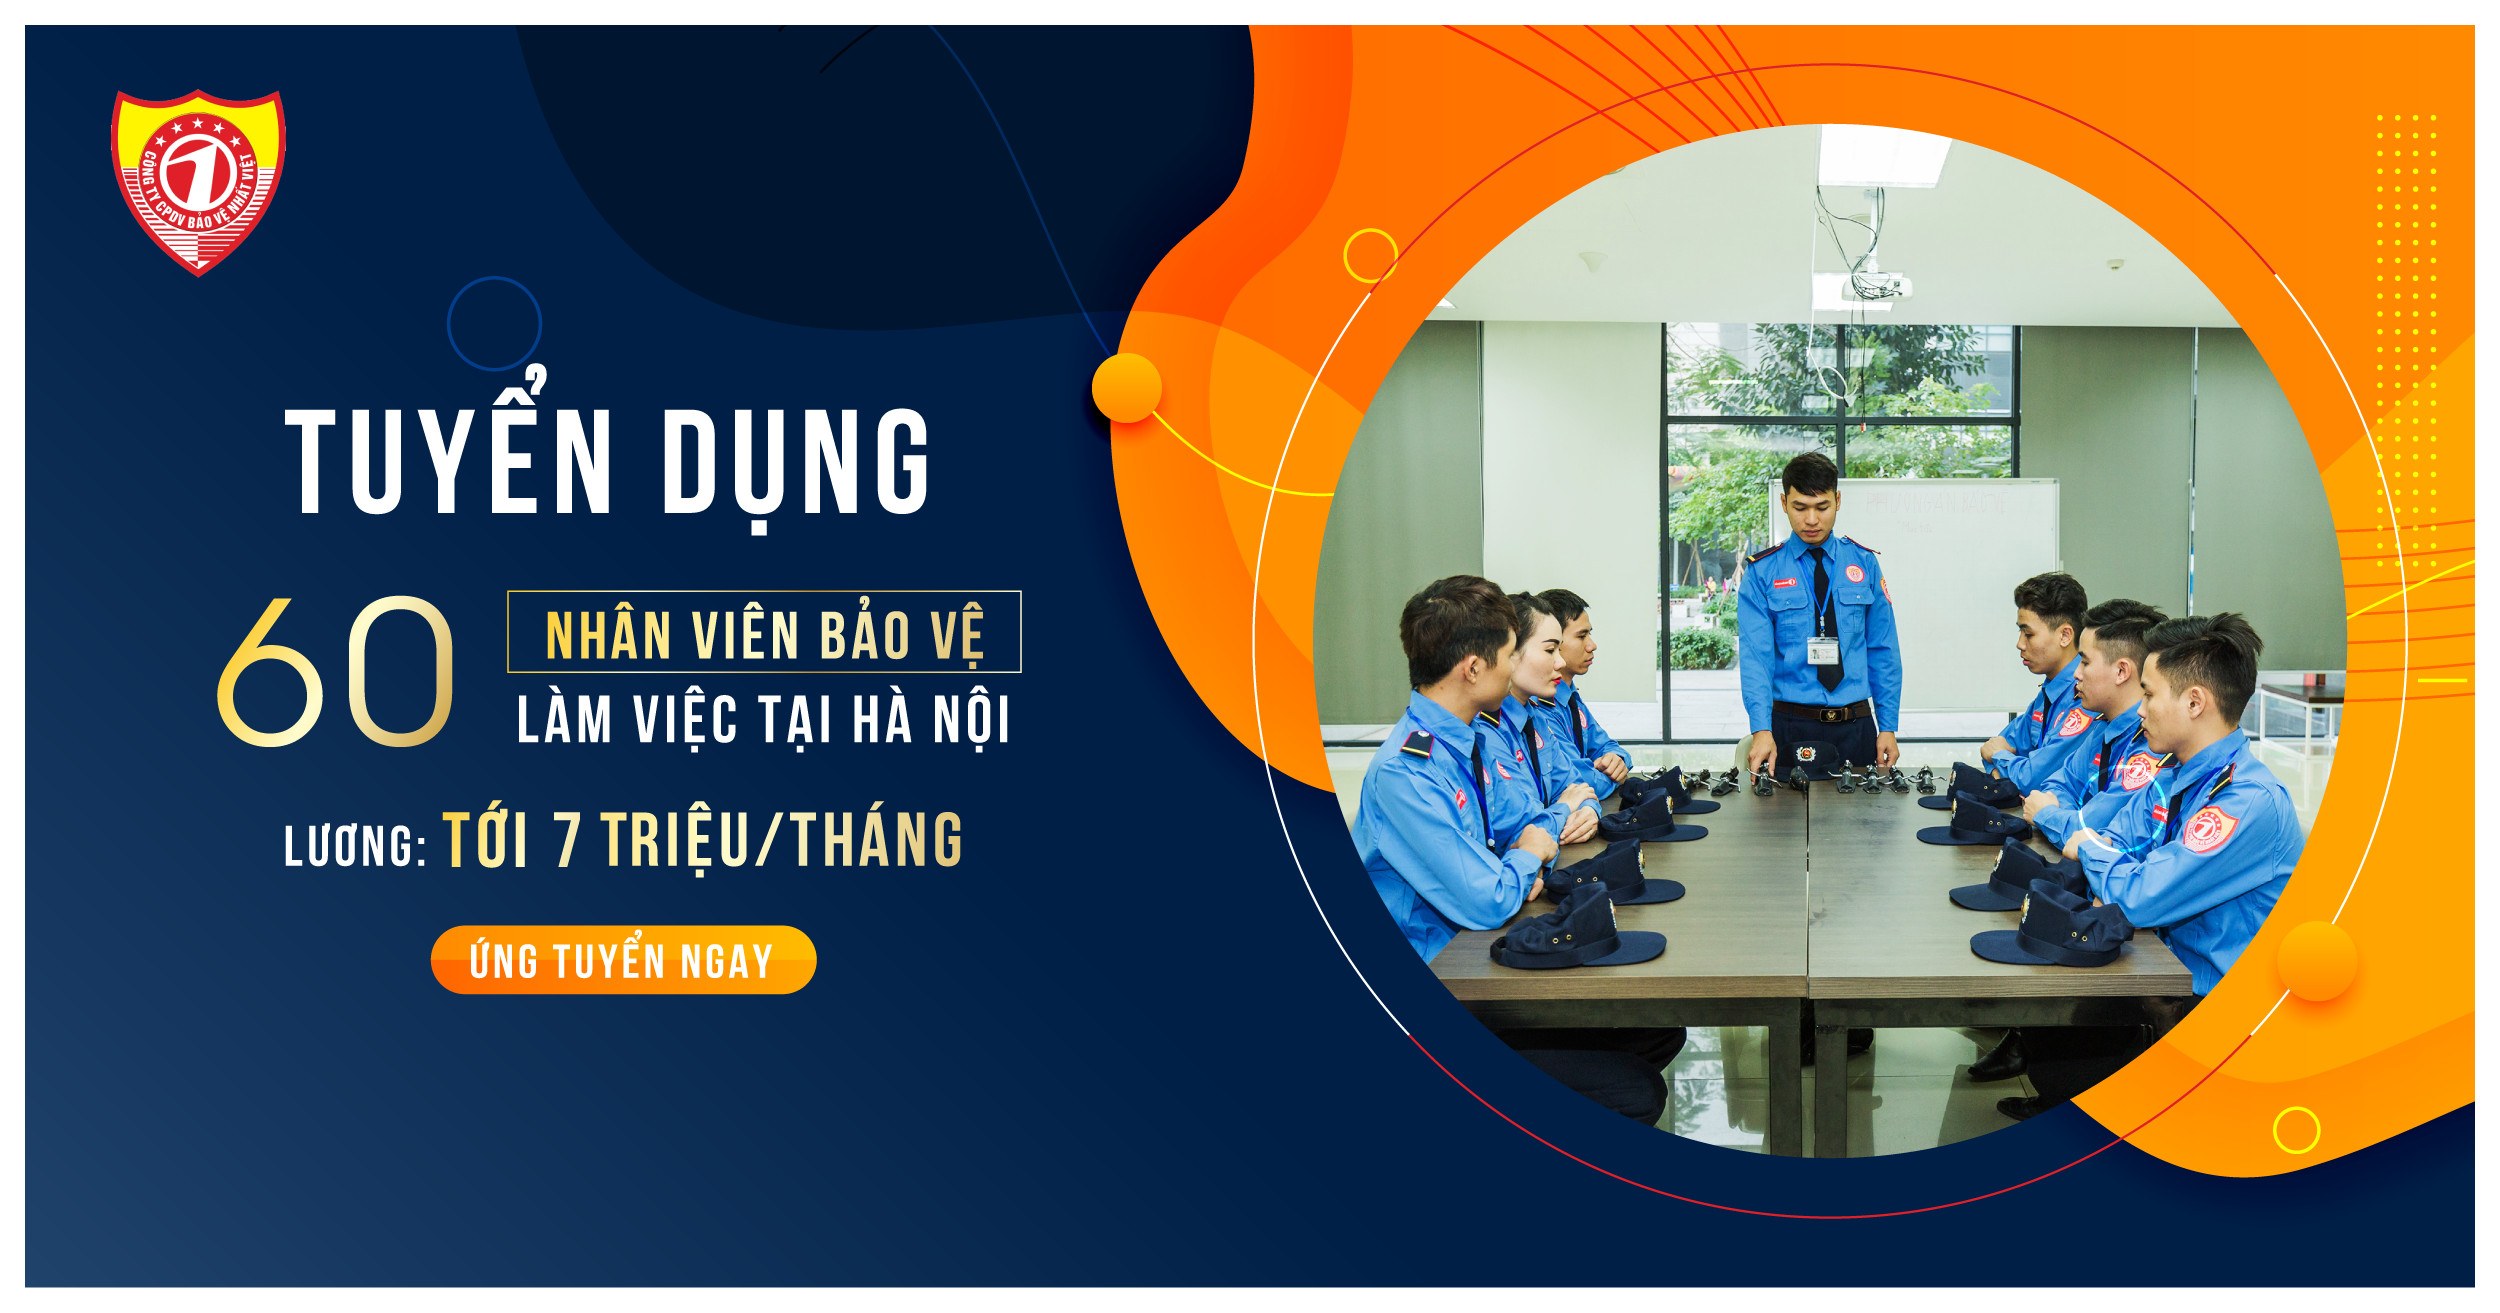 CÔNG TY CPDV BẢO VỆ NHẤT VIỆT
TUYỂN DỤNG
60
NHÂN VIÊN BẢO VỆ
LÀM VIỆC TẠI HÀ NỘI
LƯƠNG: TỚI 7 TRIỆU/THÁNG
ỨNG TUYỂN NGAY